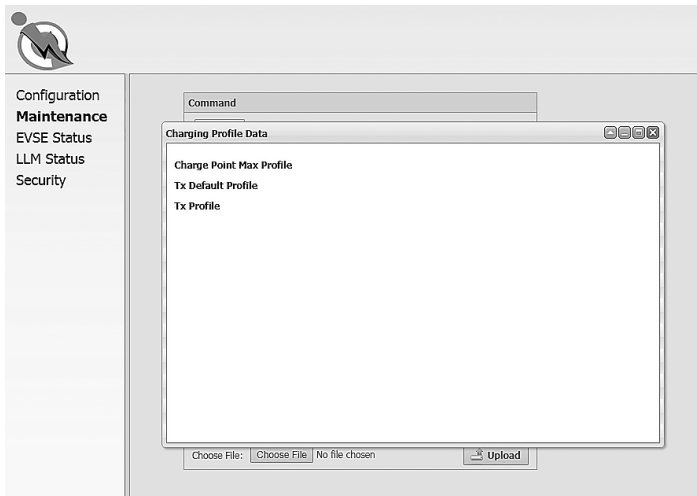 Configuration
Maintenance
EVSE Status
LLM Status
Security
Command
Charging Profile Data
Charge Point Max Profile
Tx Default Profile
Tx Profile
Choose File: Choose File No file chosen Upload